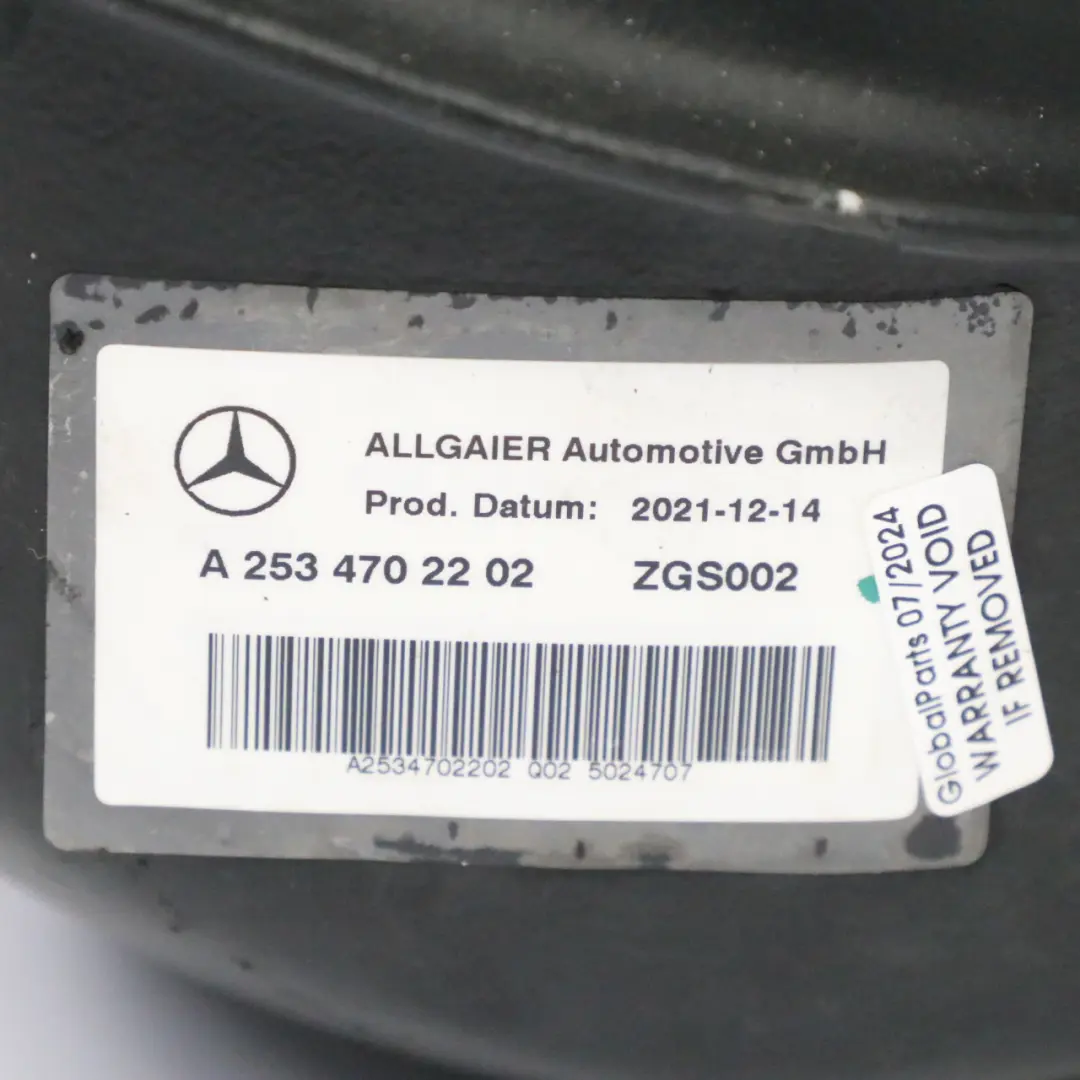 ALLGAIER Automotive GmbH
Prod. Datum: 2021-12-14
A 253 470 22 02 ZGS002
A2534702202 Q02 5024707
GlobalParts 07/2024
WARRANTY VOID
IF REMOVED